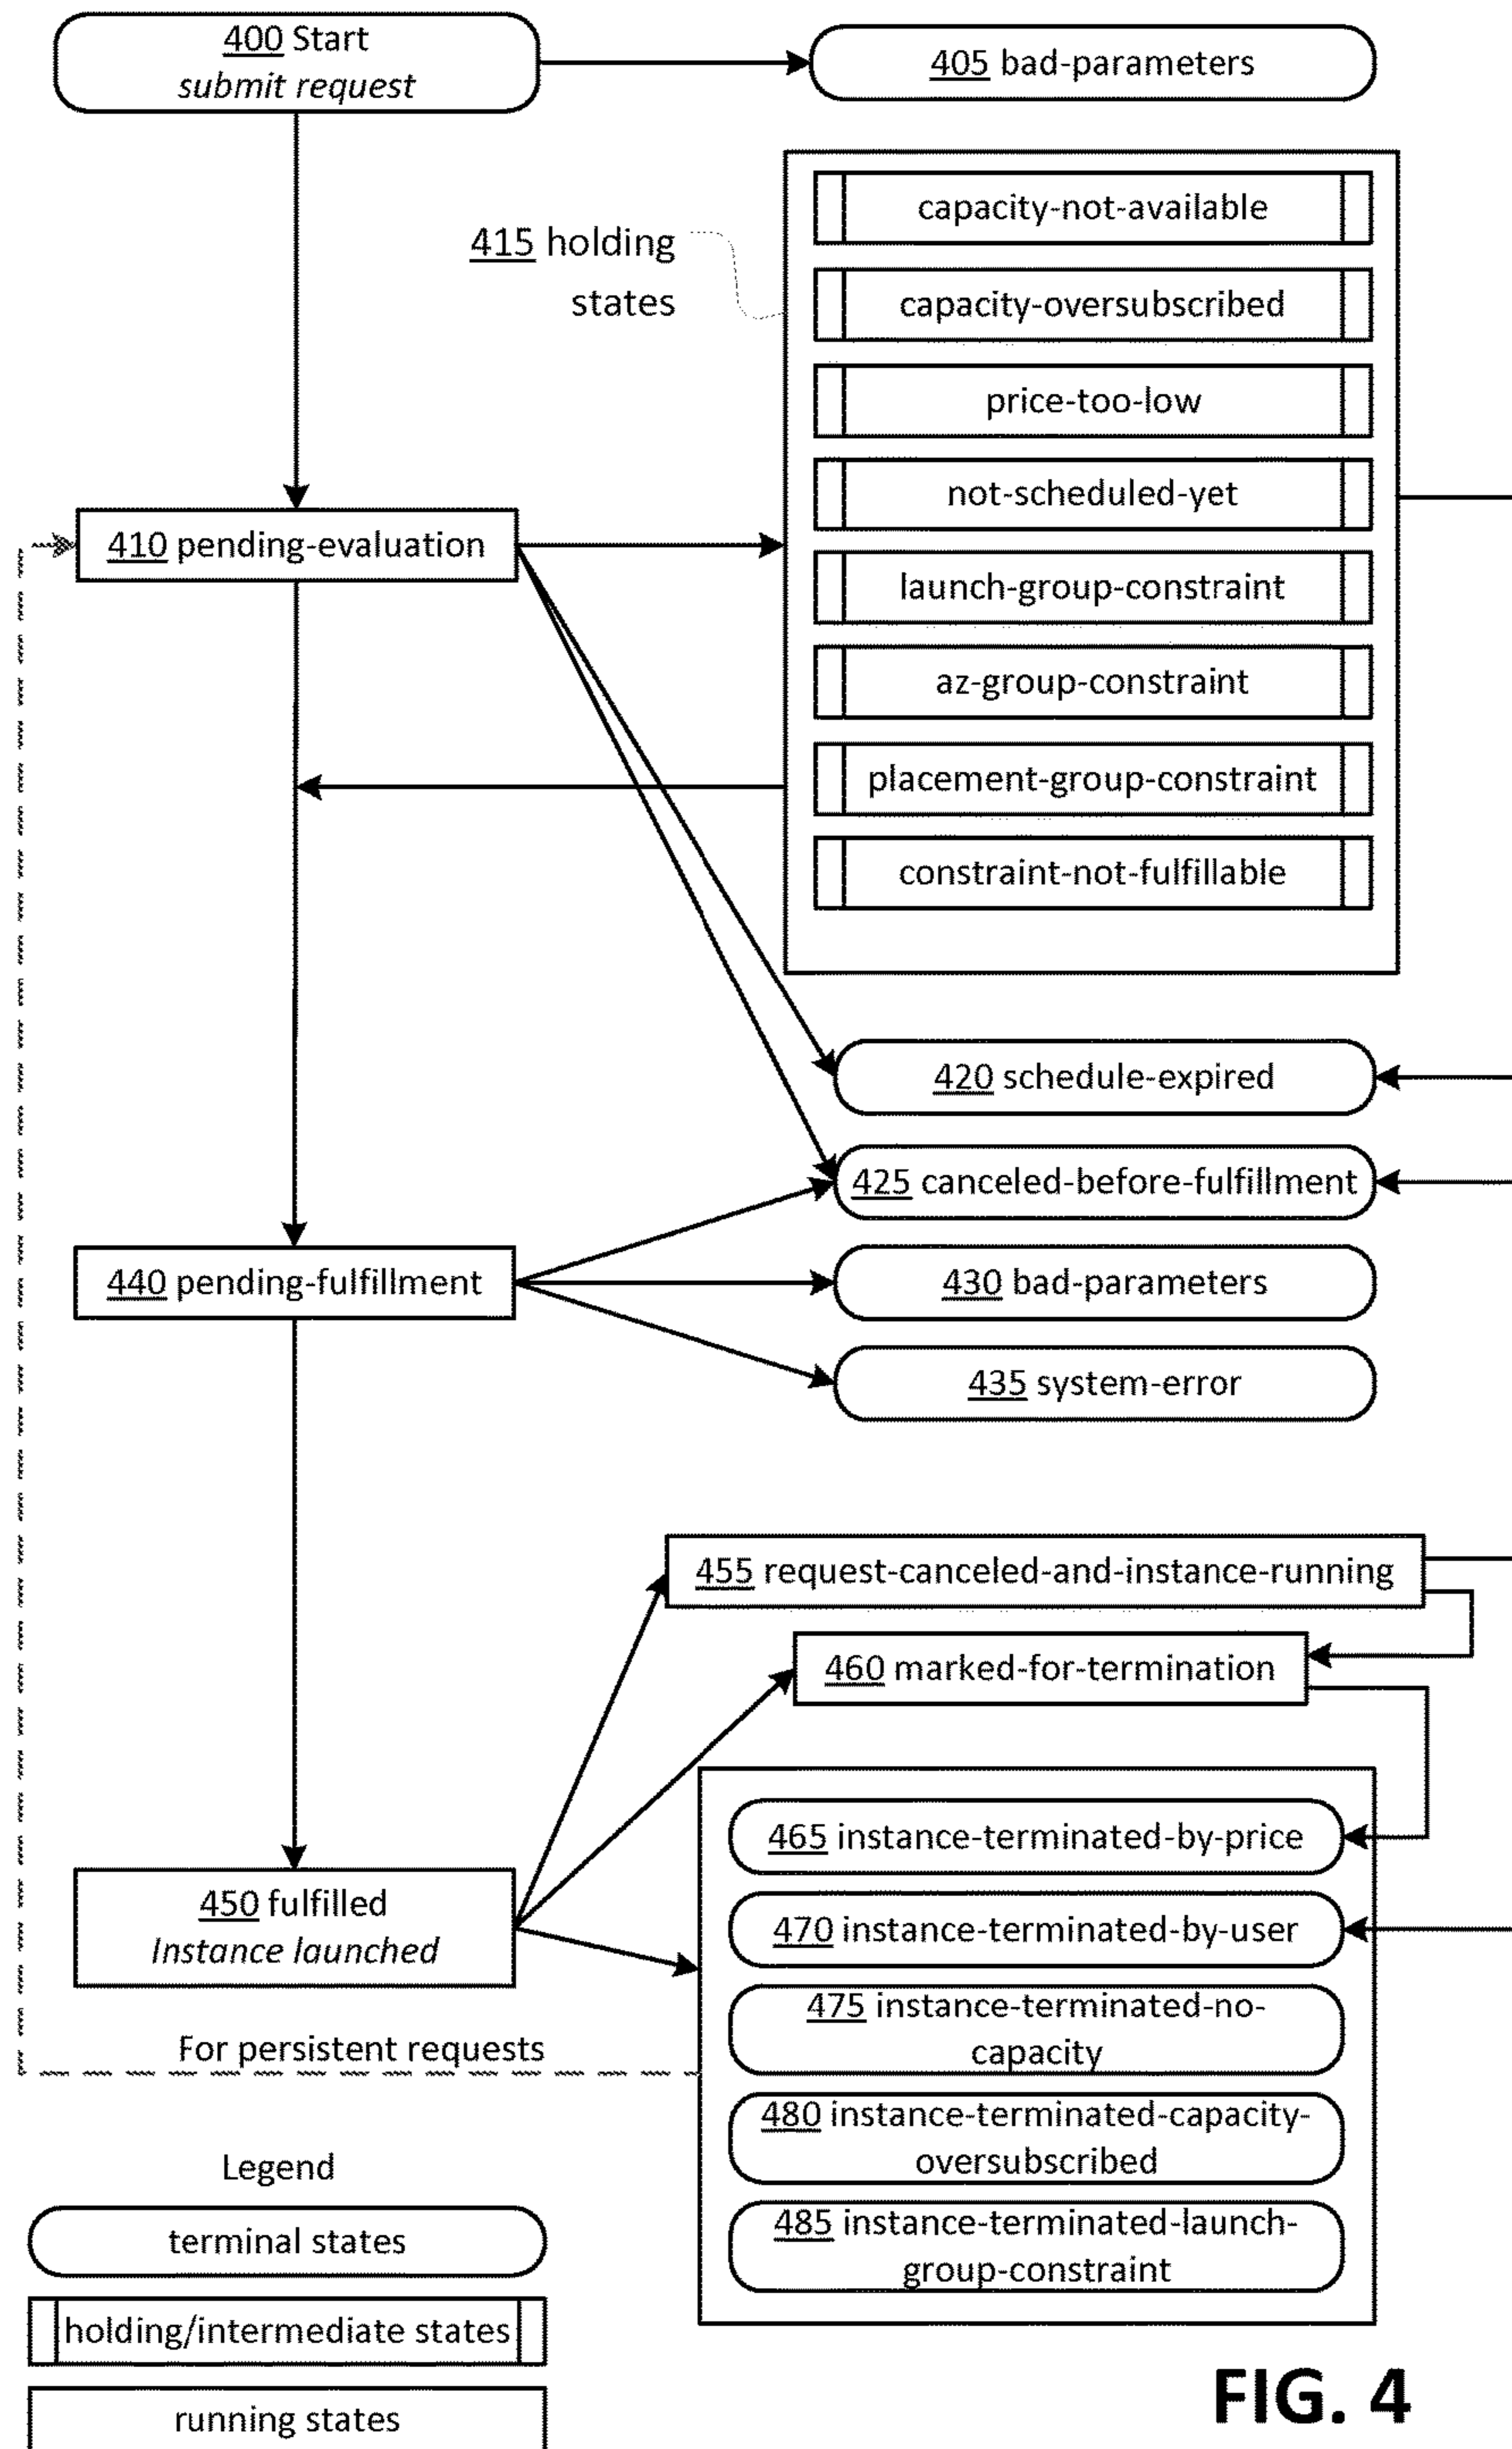 400 Start
submit request
405 bad-parameters
415 holding
states
capacity-not-available
capacity-oversubscribed
price-too-low
not-scheduled-yet
launch-group-constraint
az-group-constraint
placement-group-constraint
constraint-not-fulfillable
410 pending-evaluation
420 schedule-expired
425 canceled-before-fulfillment
440 pending-fulfillment
430 bad-parameters
435 system-error
455 request-canceled-and-instance-running
460 marked-for-termination
450 fulfilled
Instance launched
465 instance-terminated-by-price
470 instance-terminated-by-user
475 instance-terminated-no-
capacity
480 instance-terminated-capacity-
oversubscribed
485 instance-terminated-launch-
group-constraint
For persistent requests
Legend
terminal states
holding/intermediate states
running states
FIG. 4